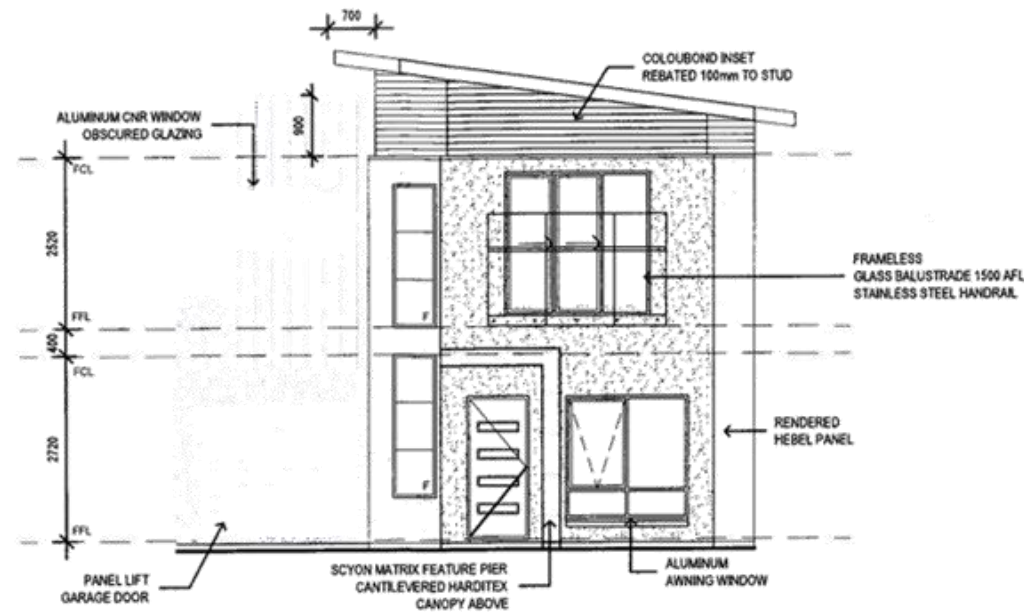 700
COLOUBOND INSET
REBATED 100mm TO STUD
ALUMINUM CNR WINDOW
OBSCURED GLAZING
900
FCL
2520
FRAMELESS
GLASS BALUSTRADE 1500 AFL
STAINLESS STEEL HANDRAIL
F
FFL
400
FCL
2720
RENDERED
HEBEL PANEL
F
FFL
PANEL LIFT
GARAGE DOOR
SCYON MATRIX FEATURE PIER
CANTILEVERED HARDITEX
CANOPY ABOVE
ALUMINUM
AWNING WINDOW